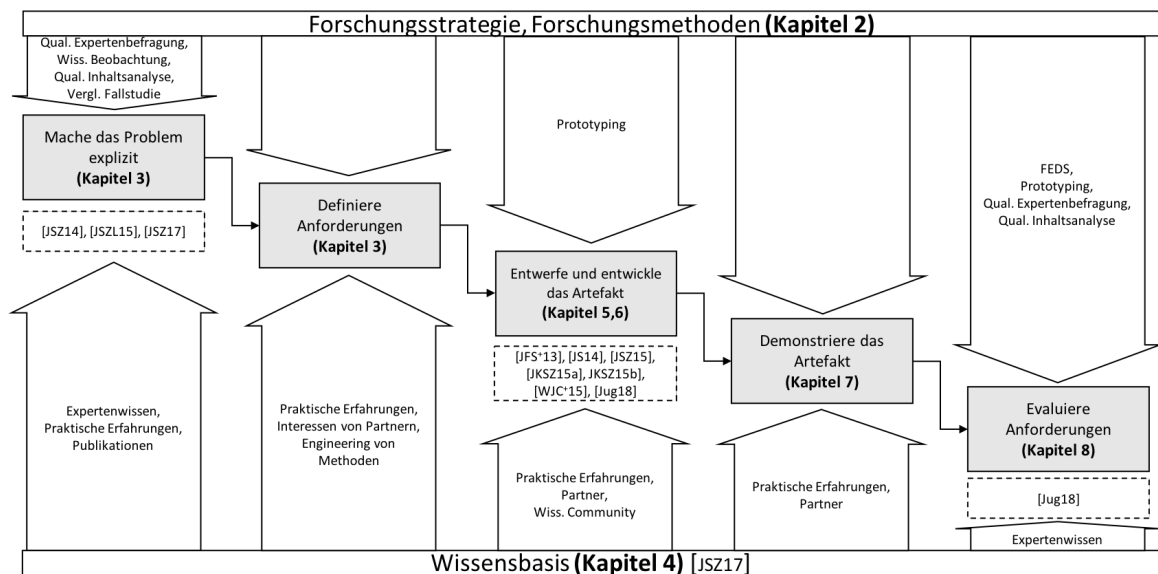 Forschungsstrategie, Forschungsmethoden (Kapitel 2)
Qual. Expertenbefragung,
Wiss. Beobachtung,
Qual. Inhaltsanalyse,
Vergl. Fallstudie
Mache das Problem
explizit
(Kapitel 3)
[JSZ14], [JSZL15], [JSZ17]
Expertenwissen,
Praktische Erfahrungen,
Publikationen
Definiere
Anforderungen
(Kapitel 3)
Praktische Erfahrungen,
Interessen von Partnern,
Engineering von
Methoden
Prototyping
Entwerfe und entwickle
das Artefakt
(Kapitel 5,6)
[JFS+13], [JS14], [JSZ15],
[JKSZ15a], JKSZ15b],
[WJC+15], [Jug18]
Praktische Erfahrungen,
Partner,
Wiss. Community
Demonstriere das
Artefakt
(Kapitel 7)
Praktische Erfahrungen,
Partner
FEDS,
Prototyping,
Qual. Expertenbefragung,
Qual. Inhaltsanalyse
Evaluiere
Anforderungen
(Kapitel 8)
[Jug18]
Expertenwissen
Wissensbasis (Kapitel 4) [JSZ17]